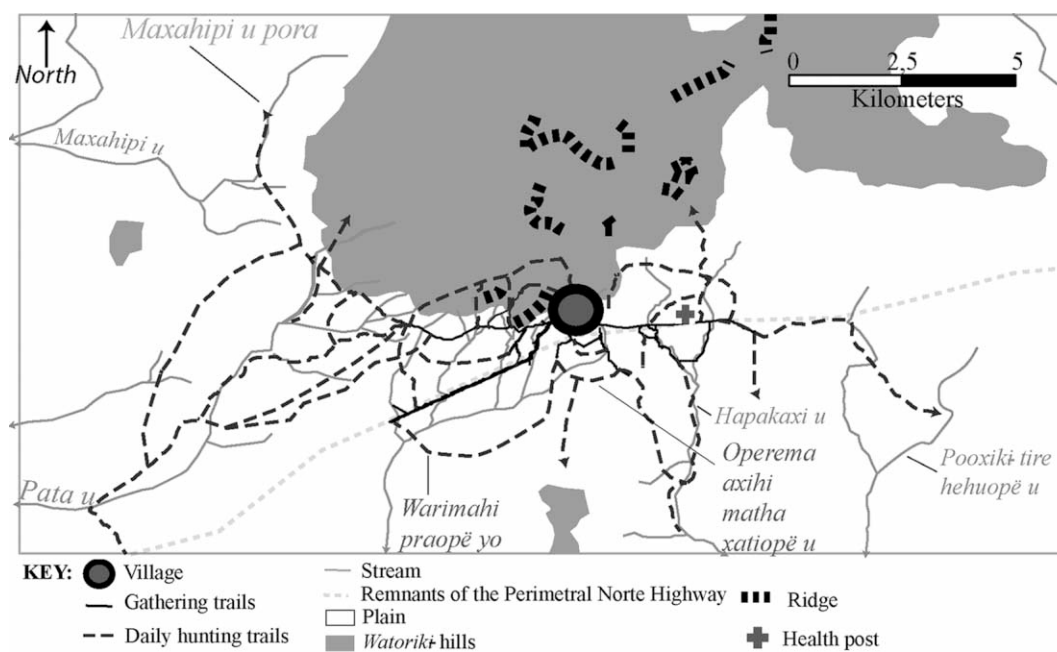 North
Maxahipi u pora
0 2,5 5
Kilometers
Maxahipi u
Hapakaxi u
Operema
axihi
matha
xatiopë u
Pooxiki-tire
hehuopë u
Pata u
Warimahi
praopë yo
KEY: Village
Gathering trails
Daily hunting trails
Stream
Remnants of the Perimetral Norte Highway
Plain
Watoriki- hills
Ridge
Health post